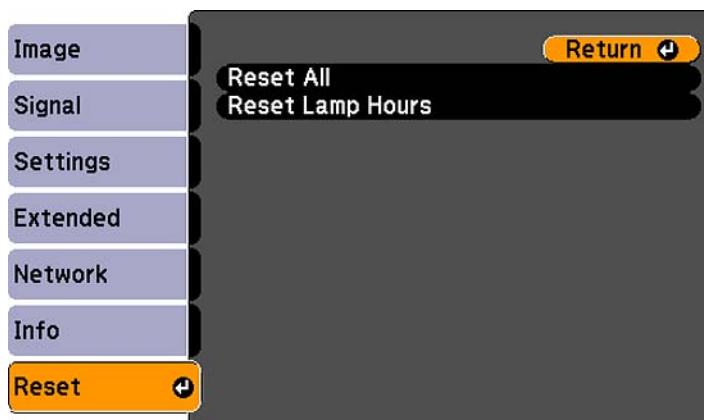 Image
Signal
Settings
Extended
Network
Info
Reset
Return
Reset All
Reset Lamp Hours